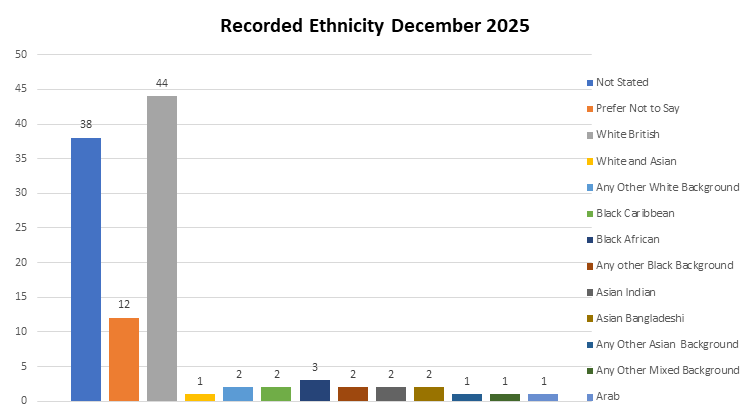 Recorded Ethnicity December 2025
50
45
40
35
30
25
20
15
10
5
0
38
12
44
1
2
2
3
2
2
2
1
1
1
Not Stated
Prefer Not to Say
White British
White and Asian
Any Other White Background
Black Caribbean
Black African
Any other Black Background
Asian Indian
Asian Bangladeshi
Any Other Asian Background
Any Other Mixed Background
Arab